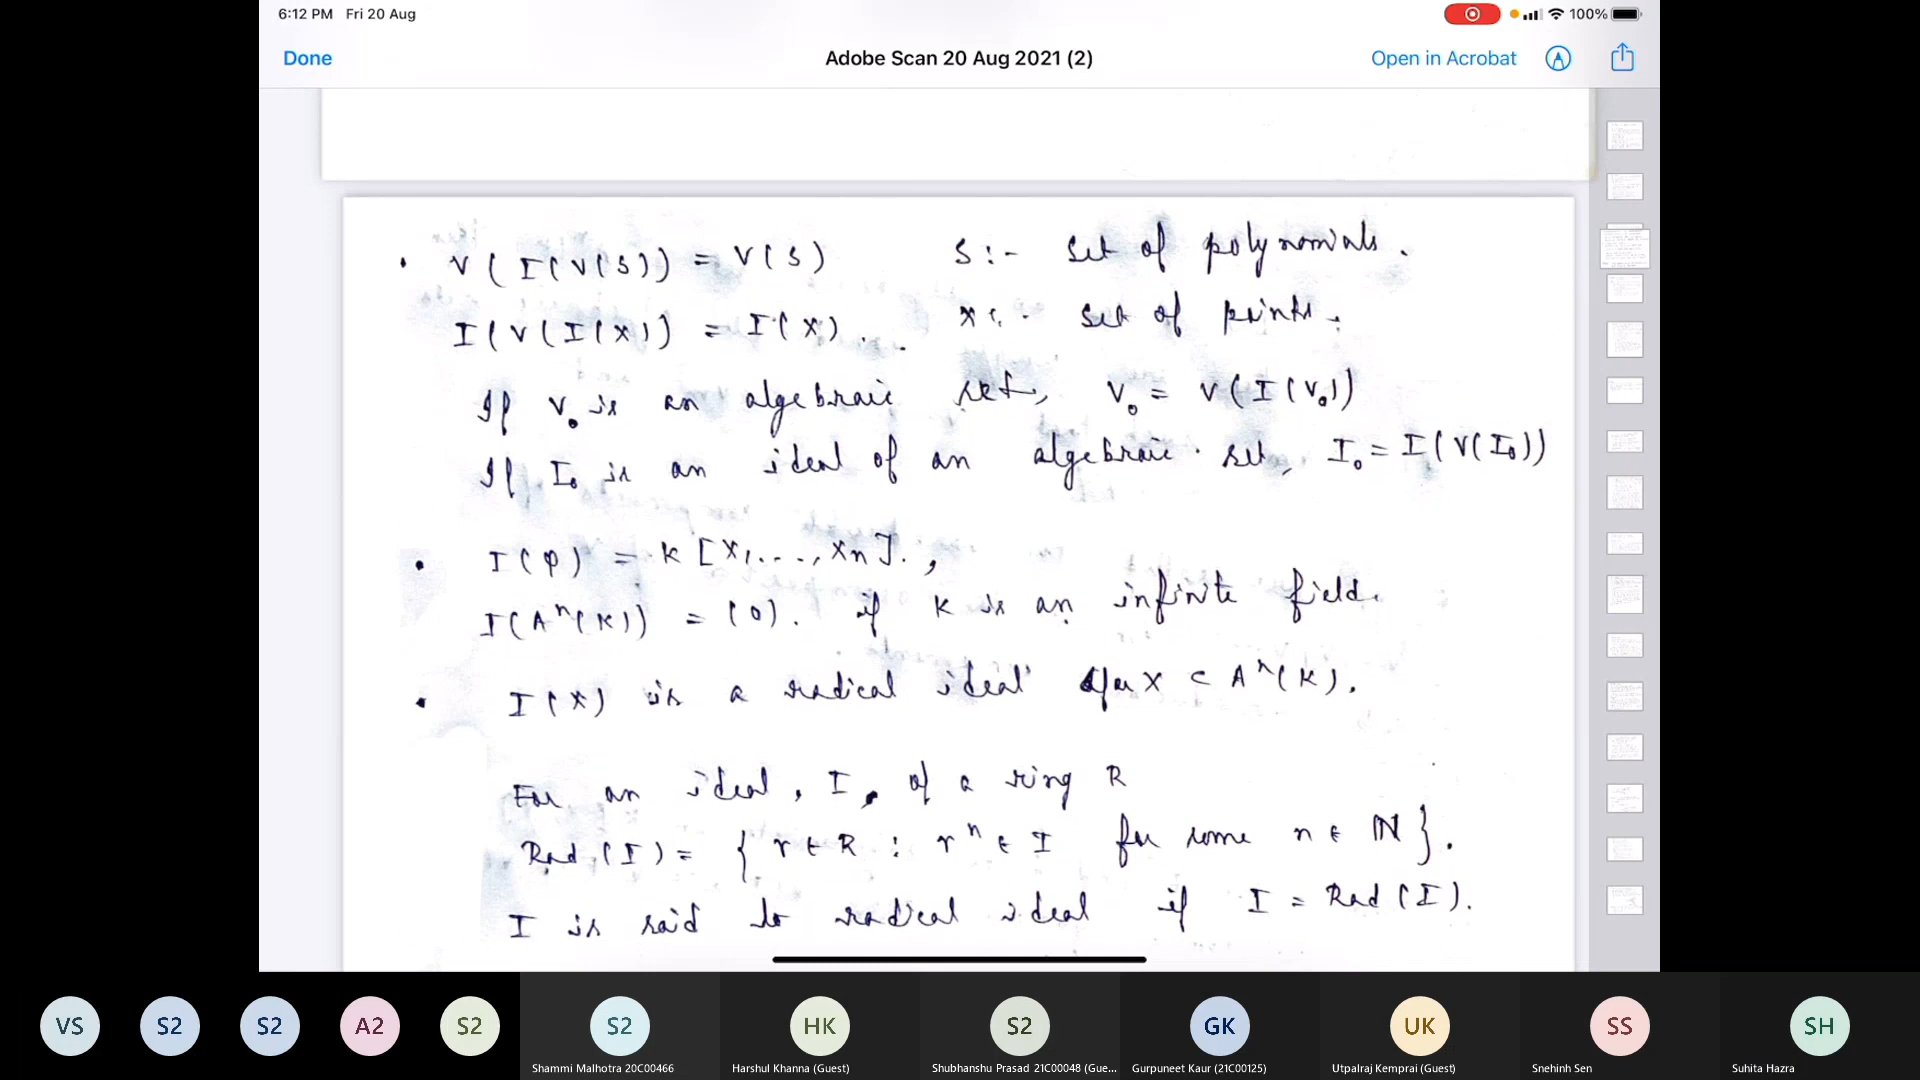 6:12 PM Fri 20 Aug
100%
Done
Adobe Scan 20 Aug 2021 (2)
Open in Acrobat
• V(I(V(S)) = V(S) S :- Set of polynomials.
I(V(I(X)) = I(X). X :- Set of points.
If V₀ is an algebraic set, V₀ = V(I(V₀))
If I₀ is an ideal of an algebraic set, I₀ = I(V(I₀))
• I(φ) = K[X₁...., Xn].,
I(Aⁿ(K)) = (0). if K is an infinite field.
• I(X) is a radical ideal for X ⊂ Aⁿ(K).
For an ideal, I, of a ring R
Rad(I) = { r ∈ R : rⁿ ∈ I for some n ∈ ℕ }.
I is said to radical ideal if I = Rad(I).
VS
S2
S2
A2
S2
S2
HK
S2
GK
UK
SS
SH
Shammi Malhotra 20C00466
Harshul Khanna (Guest)
Shubhanshu Prasad 21C00048 (Gue...
Gurpuneet Kaur (21C00125)
Utpalraj Kemprai (Guest)
Snehinh Sen
Suhita Hazra